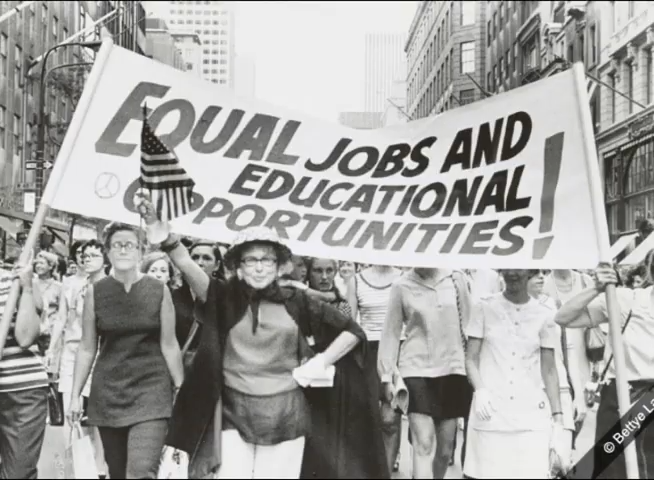 EQUAL JOBS AND
EDUCATIONAL
OPPORTUNITIES!
© Bettye La